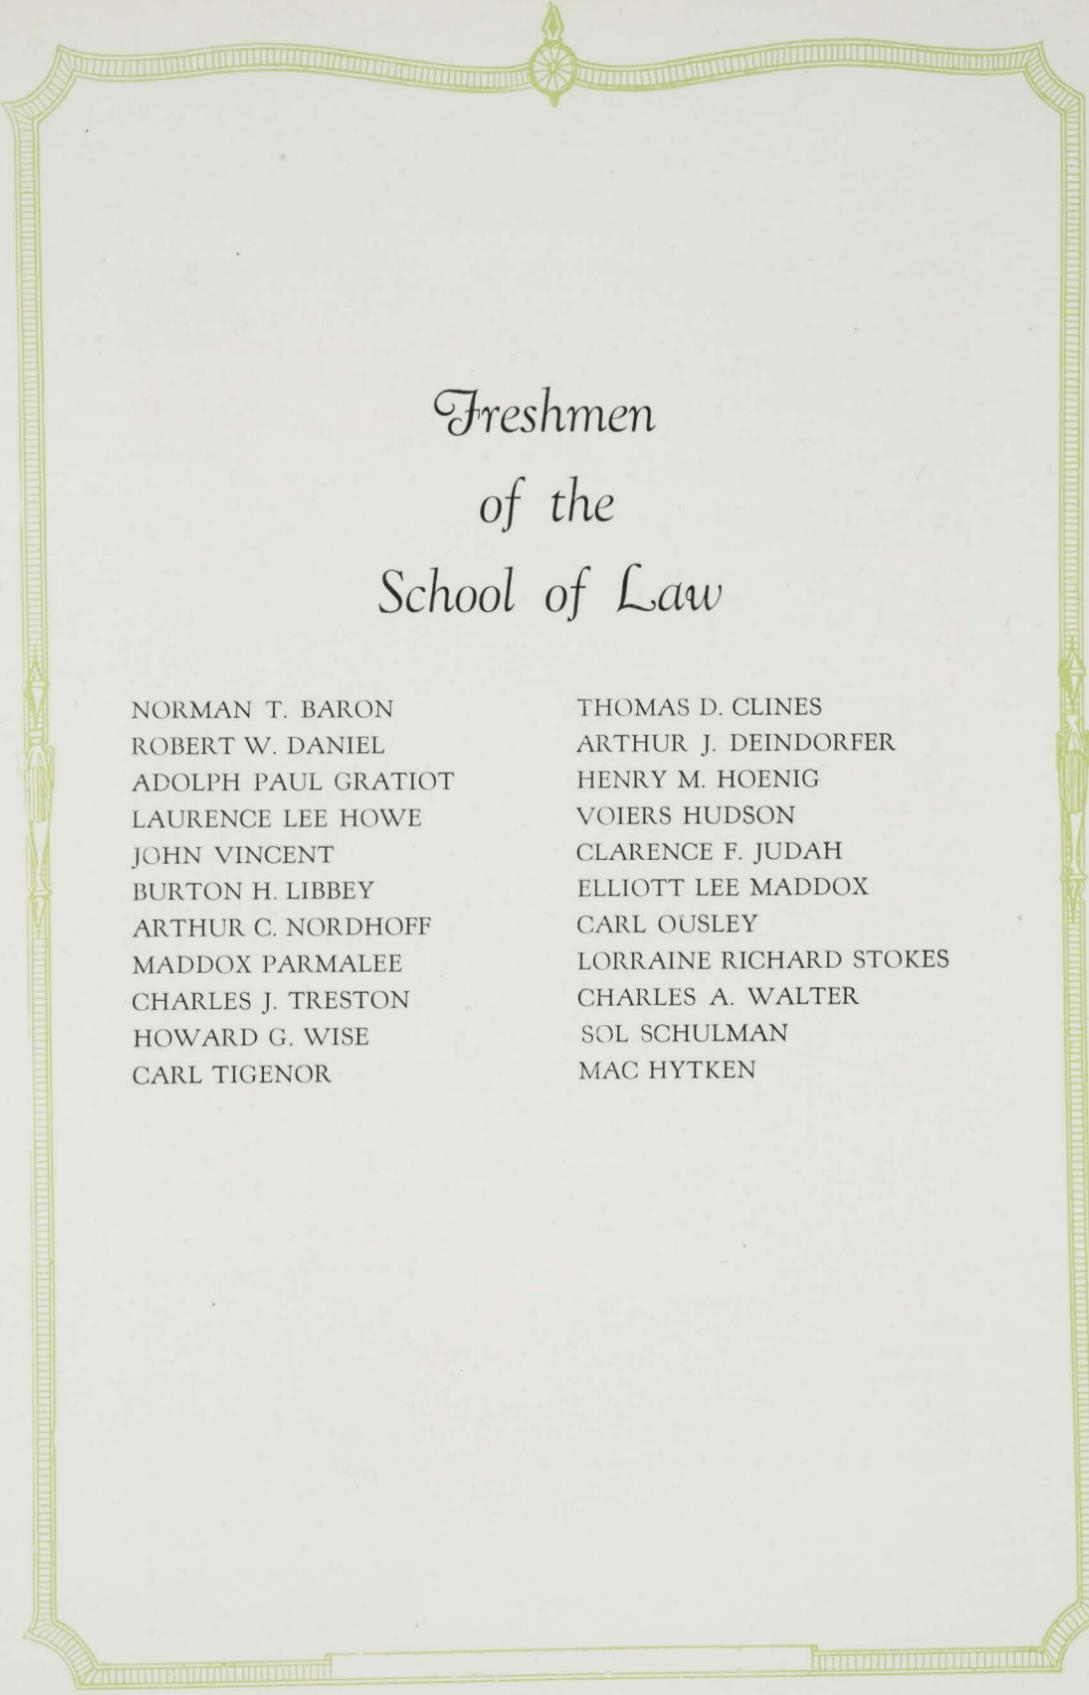 Freshmen
of the
School of Law
NORMAN T. BARON
ROBERT W. DANIEL
ADOLPH PAUL GRATIOT
LAURENCE LEE HOWE
JOHN VINCENT
BURTON H. LIBBEY
ARTHUR C. NORDHOFF
MADDOX PARMALEE
CHARLES J. TRESTON
HOWARD G. WISE
CARL TIGENOR
THOMAS D. CLINES
ARTHUR J. DEINDORFER
HENRY M. HOENIG
VOIERS HUDSON
CLARENCE F. JUDAH
ELLIOTT LEE MADDOX
CARL OUSLEY
LORRAINE RICHARD STOKES
CHARLES A. WALTER
SOL SCHULMAN
MAC HYTKEN